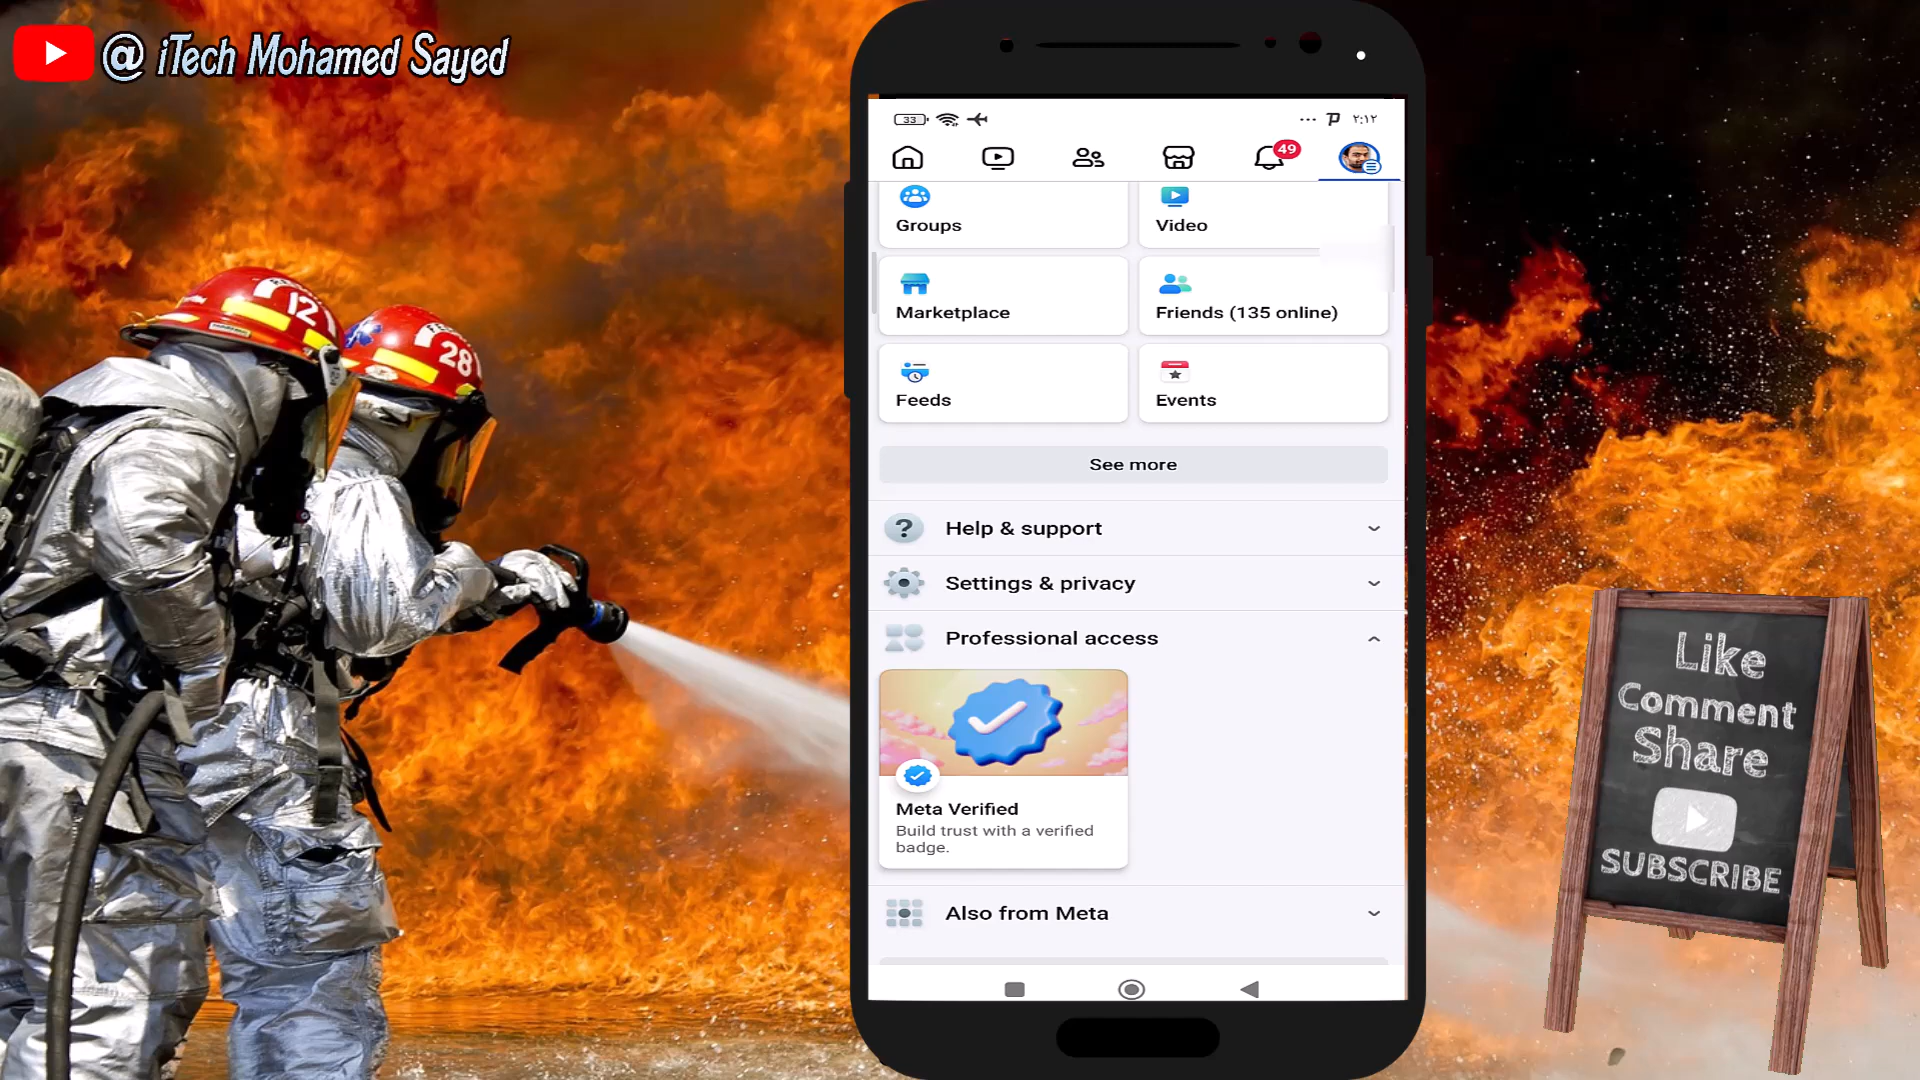 @ iTech Mohamed Sayed
33
٢:١٢
49
Groups
Video
Marketplace
Friends (135 online)
Feeds
Events
See more
Help & support
Settings & privacy
Professional access
Meta Verified
Build trust with a verified
badge.
Also from Meta
12
28
Like
Comment
Share
SUBSCRIBE